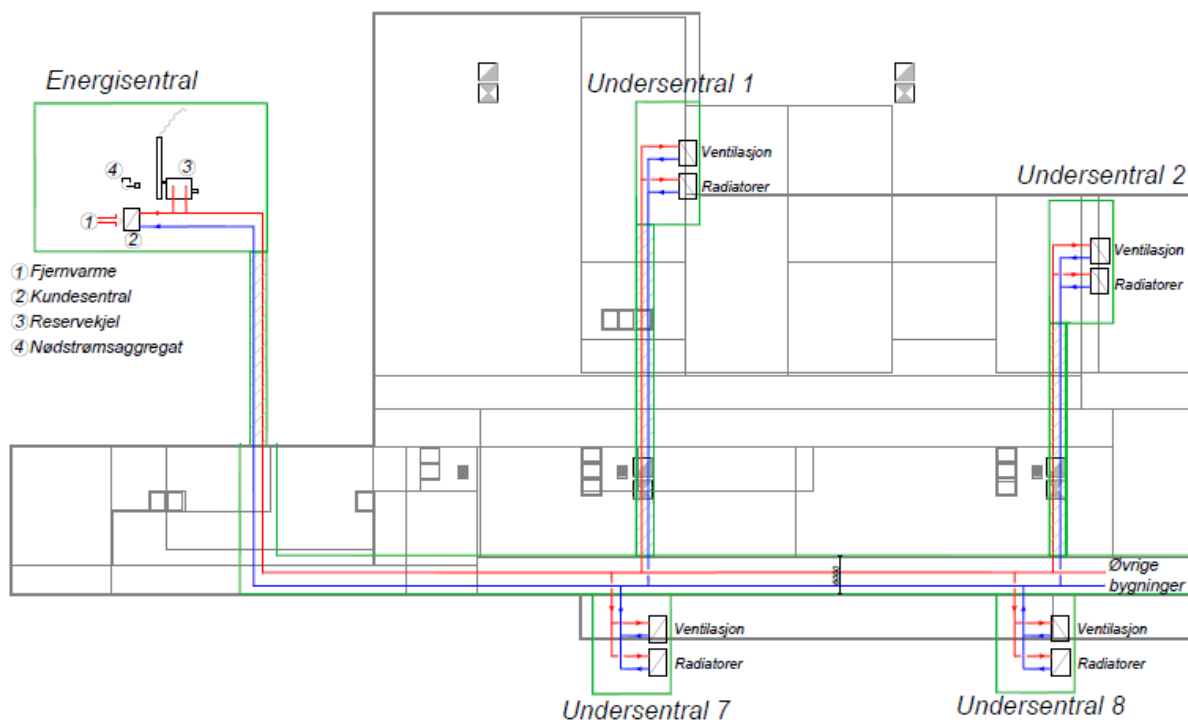 Energisentral
Undersentral 1
4
3
Ventilasjon
Radiatorer
Undersentral 2
1
2
Ventilasjon
Radiatorer
1 Fjernvarme
2 Kundesentral
3 Reservekjel
4 Nødstrømsaggregat
Øvrige
bygninger
Ventilasjon
Radiatorer
Ventilasjon
Radiatorer
Undersentral 7
Undersentral 8